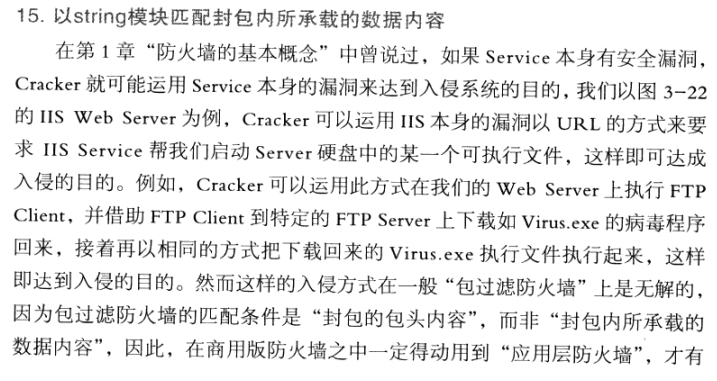 15. 以string模块匹配封包内所承载的数据内容
在第 1 章“防火墙的基本概念”中曾说过，如果 Service 本身有安全漏洞，
Cracker 就可能运用 Service 本身的漏洞来达到入侵系统的目的，我们以图 3-22
的 IIS Web Server 为例，Cracker 可以运用 IIS 本身的漏洞以 URL 的方式来要
求 IIS Service 帮我们启动 Server 硬盘中的某一个可执行文件，这样即可达成
入侵的目的。例如，Cracker 可以运用此方式在我们的 Web Server 上执行 FTP
Client，并借助 FTP Client 到特定的 FTP Server 上下载如 Virus.exe 的病毒程序
回来，接着再以相同的方式把下载回来的 Virus.exe 执行文件执行起来，这样
即达到入侵的目的。然而这样的入侵方式在一般“包过滤防火墙”上是无解的，
因为包过滤防火墙的匹配条件是“封包的包头内容”，而非“封包内所承载的
数据内容”，因此，在商用版防火墙之中一定得动用到“应用层防火墙”，才有